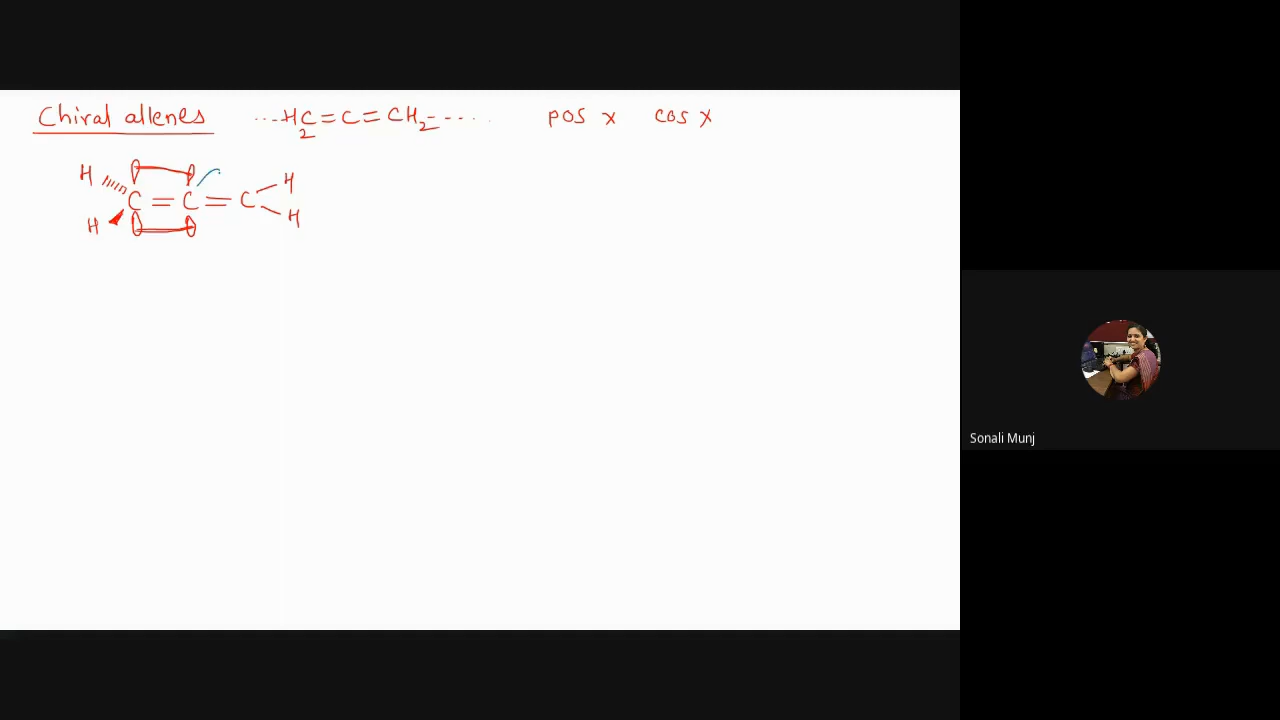 Chiral allenes ...H₂C=C=CH₂-.... pos x cos x
H H
C = C = C
H H
Sonali Munj